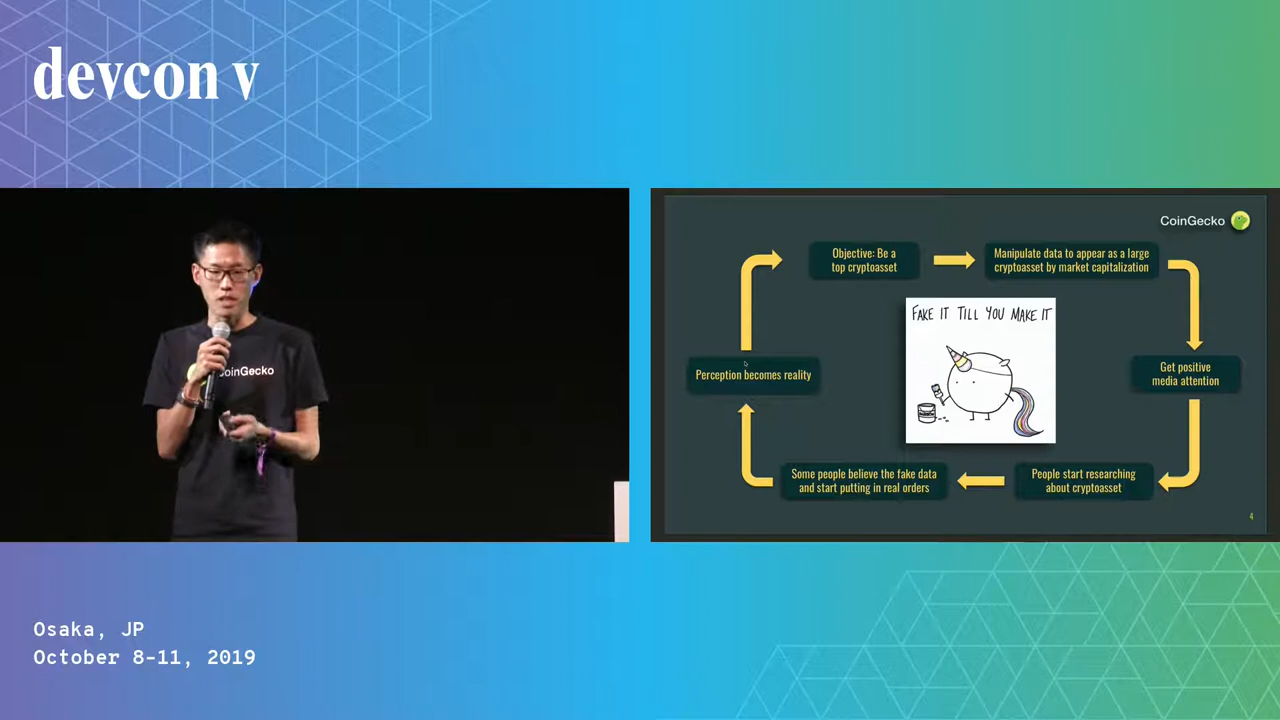 devcon v
CoinGecko
CoinGecko
Objective: Be a
top cryptoasset
Manipulate data to appear as a large
cryptoasset by market capitalization
FAKE IT TILL YOU MAKE IT
Perception becomes reality
Get positive
media attention
Some people believe the fake data
and start putting in real orders
People start researching
about cryptoasset
4
Osaka, JP
October 8-11, 2019